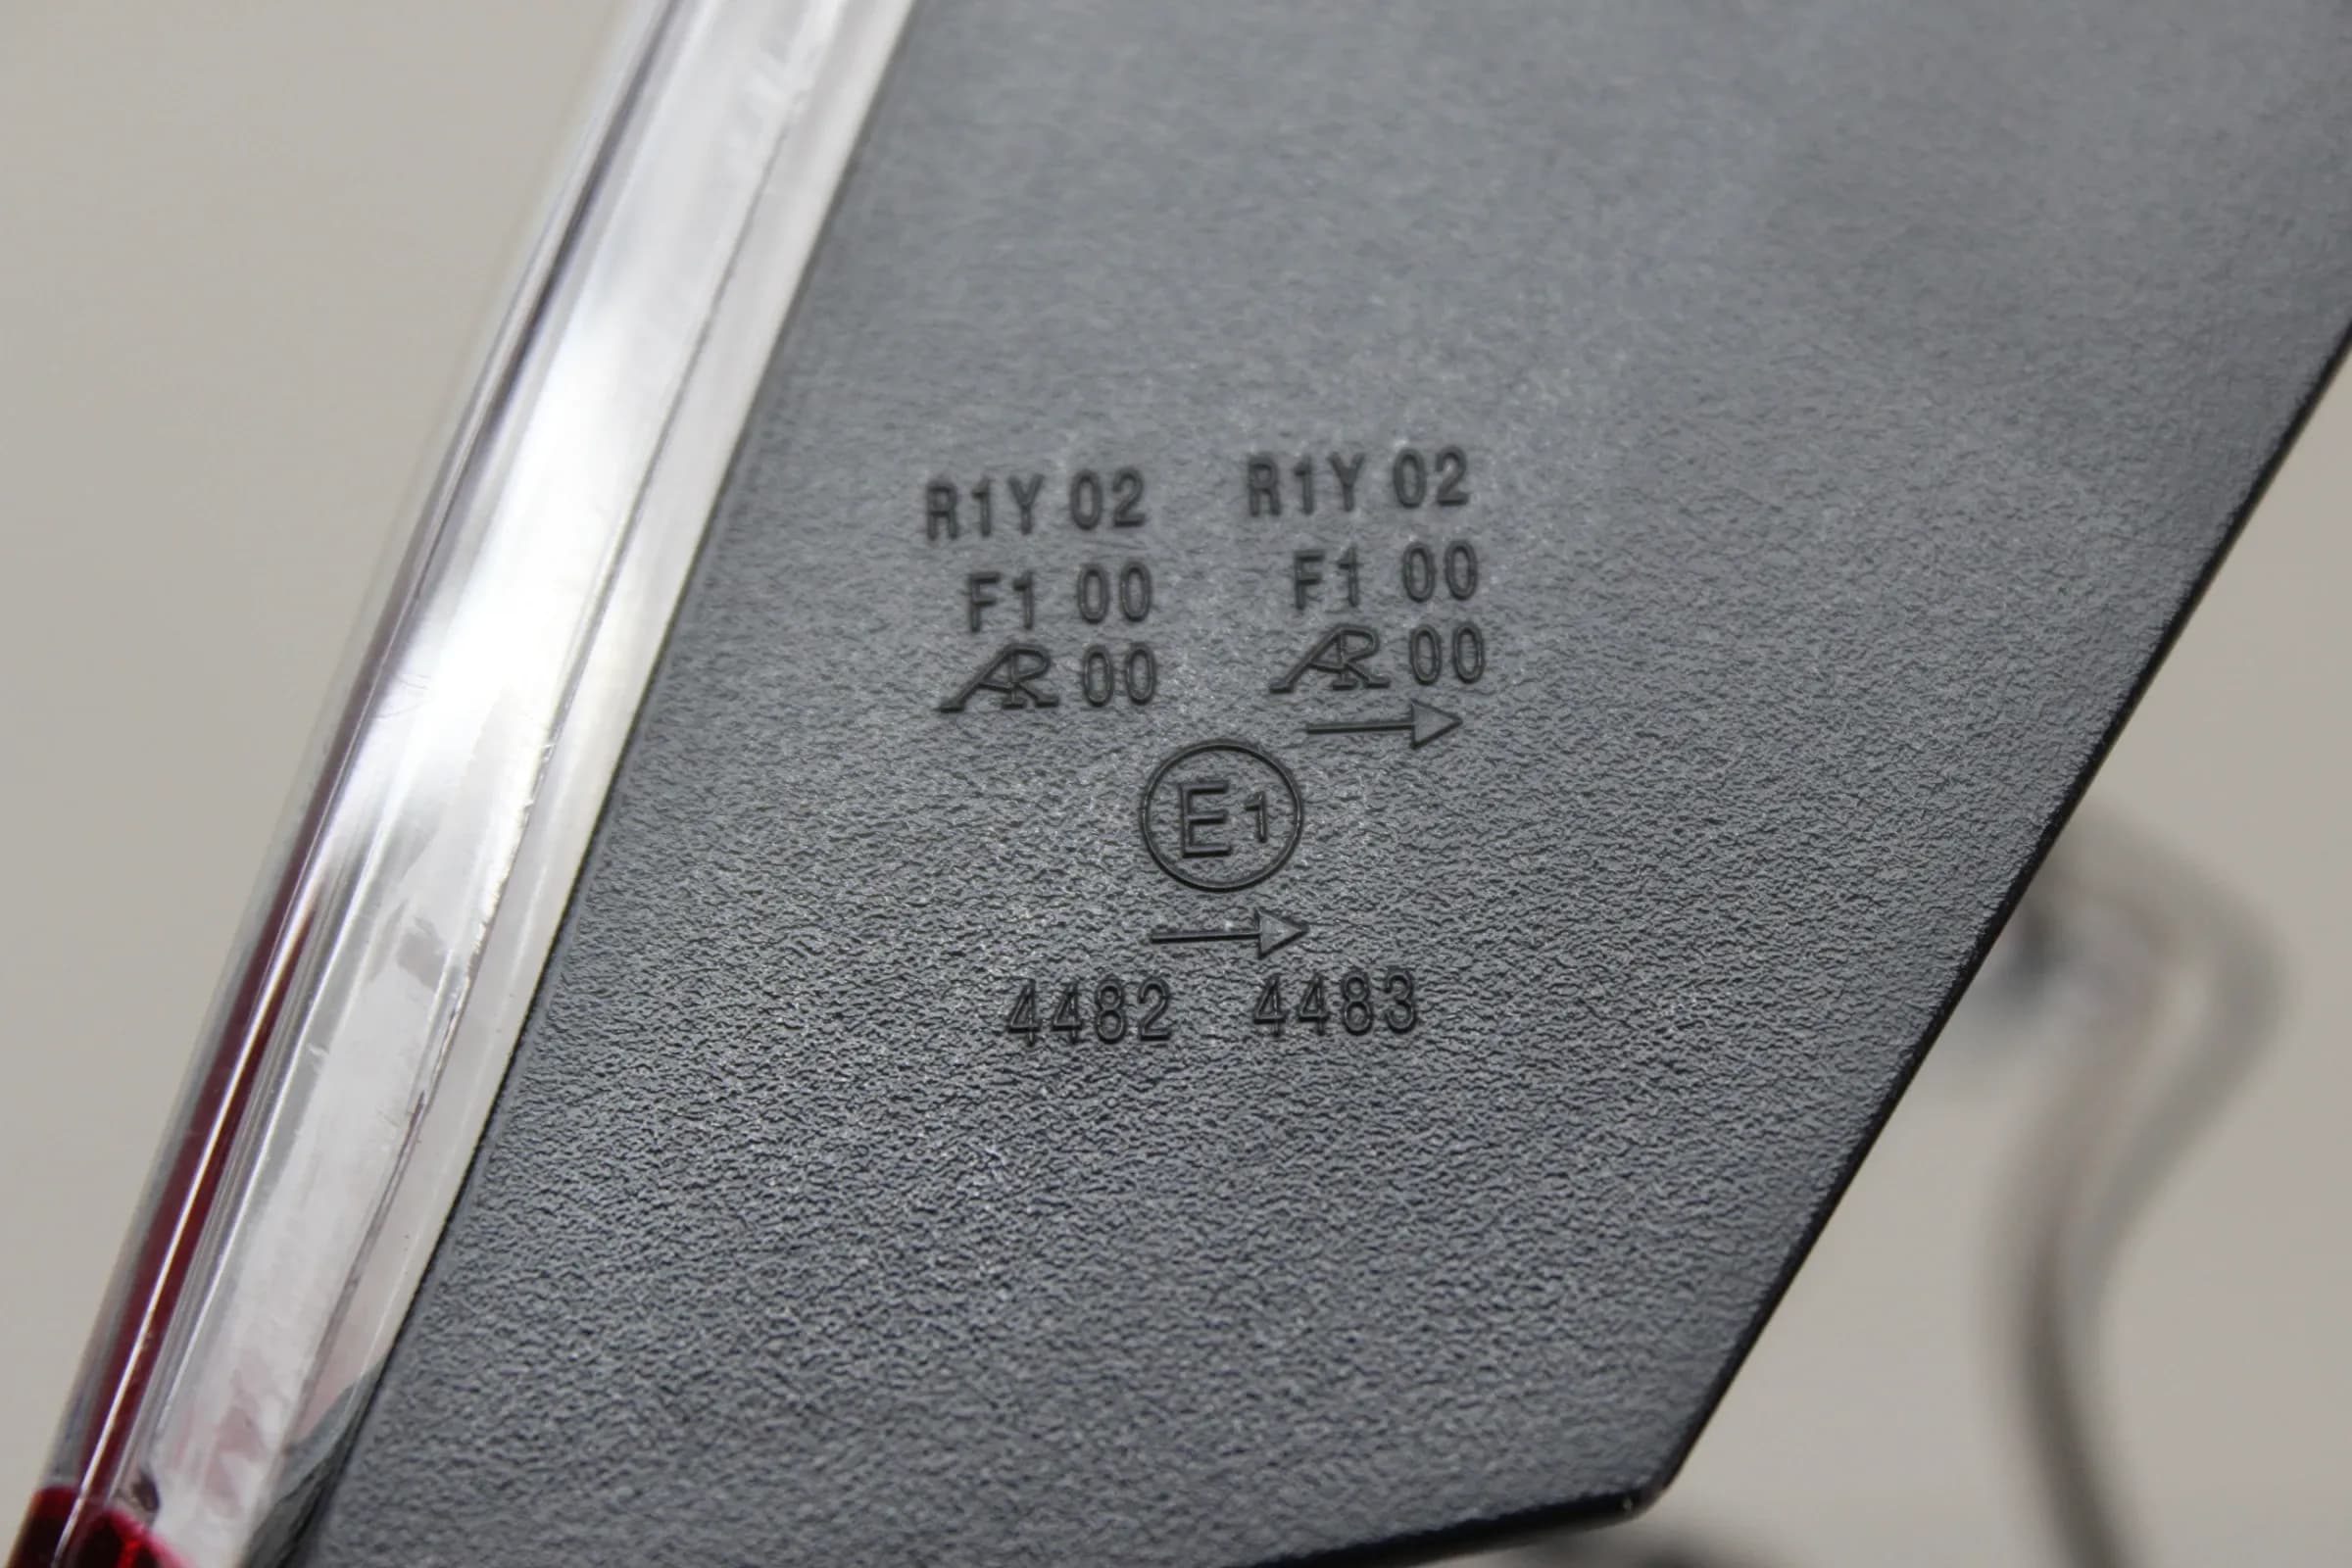 R1Y 02 R1Y 02
F1 00 F1 00
AR 00 AR 00
→
E1
→
4482 4483